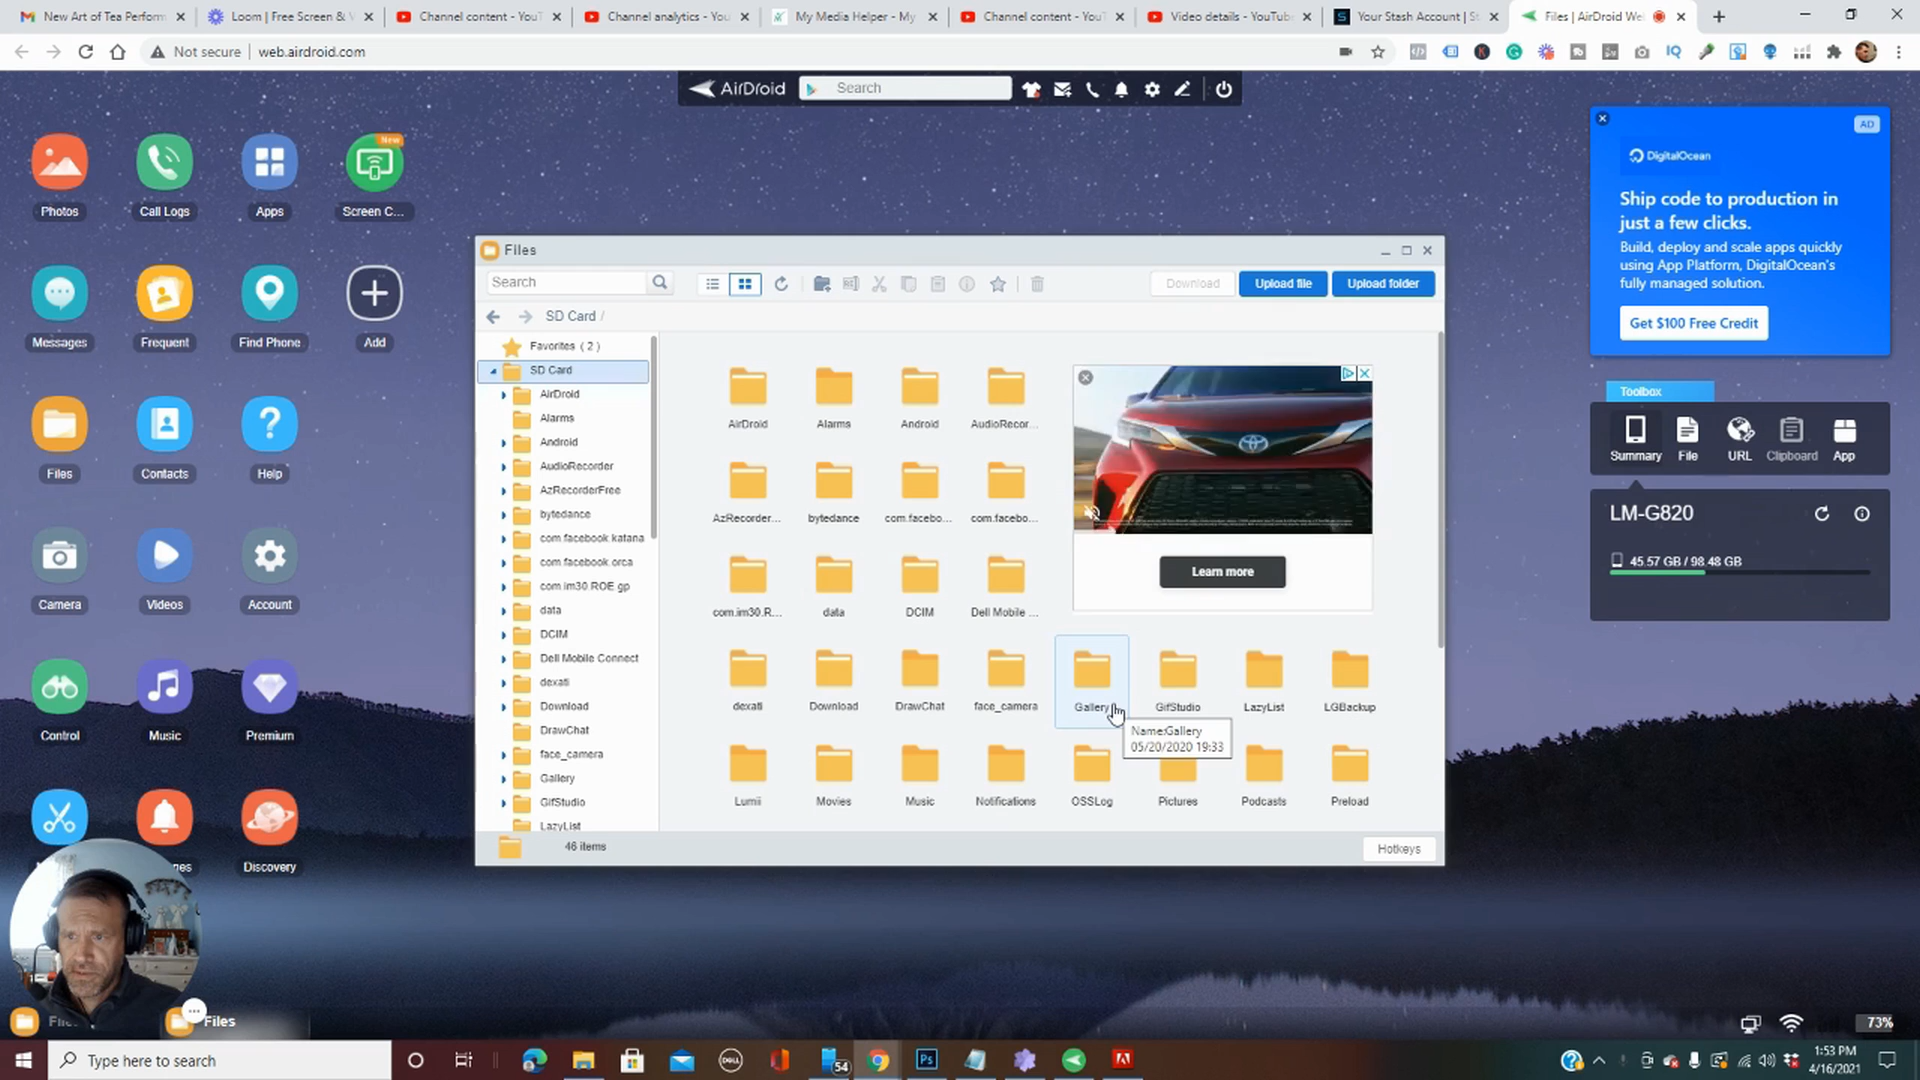 New Art of Tea Perform
Loom | Free Screen & V
Channel content - YouT
Channel analytics - You
My Media Helper - My
Channel content - YouT
Video details - YouTube
Your Stash Account | St
Files | AirDroid We
Not secure
web.airdroid.com
IQ
AirDroid
Search
Photos
Call Logs
Apps
New
Screen C...
Messages
Frequent
Find Phone
Add
Files
Contacts
Help
Camera
Videos
Account
Control
Music
Premium
nes
Discovery
Files
Search
Download
Upload file
Upload folder
SD Card /
Favorites ( 2 )
SD Card
AirDroid
Alarms
Android
AudioRecorder
AzRecorderFree
bytedance
com.facebook.katana
com.facebook.orca
com.im30.ROE.gp
data
DCIM
Dell Mobile Connect
dexati
Download
DrawChat
face_camera
Gallery
GifStudio
LazyList
AirDroid
Alarms
Android
AudioRecor...
AzRecorder...
bytedance
com.facebo...
com.facebo...
com.im30.R...
data
DCIM
Dell Mobile ...
Learn more
dexati
Download
DrawChat
face_camera
Gallery
GifStudio
LazyList
LGBackup
Name:Gallery
05/20/2020 19:33
Lumii
Movies
Music
Notifications
OSSLog
Pictures
Podcasts
Preload
46 items
Hotkeys
AD
DigitalOcean
Ship code to production in
just a few clicks.
Build, deploy and scale apps quickly
using App Platform, DigitalOcean's
fully managed solution.
Get $100 Free Credit
Toolbox
Summary
File
URL
Clipboard
App
LM-G820
45.57 GB / 98.48 GB
Files
73%
Type here to search
DELL
54
Ps
1:53 PM
4/16/2021